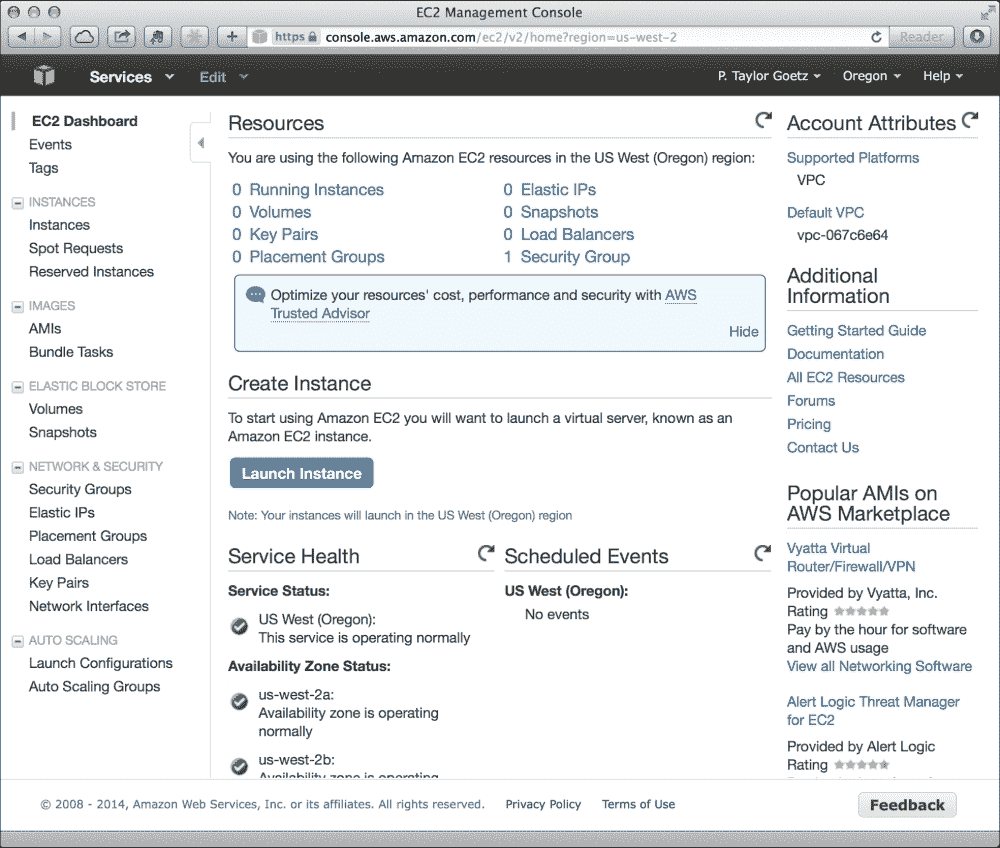 EC2 Management Console
https console.aws.amazon.com/ec2/v2/home?region=us-west-2
Reader
Services
Edit
P. Taylor Goetz
Oregon
Help
EC2 Dashboard
Events
Tags
INSTANCES
Instances
Spot Requests
Reserved Instances
IMAGES
AMIs
Bundle Tasks
ELASTIC BLOCK STORE
Volumes
Snapshots
NETWORK & SECURITY
Security Groups
Elastic IPs
Placement Groups
Load Balancers
Key Pairs
Network Interfaces
AUTO SCALING
Launch Configurations
Auto Scaling Groups
Resources
You are using the following Amazon EC2 resources in the US West (Oregon) region:
0 Running Instances
0 Elastic IPs
0 Volumes
0 Snapshots
0 Key Pairs
0 Load Balancers
0 Placement Groups
1 Security Group
Optimize your resources' cost, performance and security with AWS
Trusted Advisor
Hide
Create Instance
To start using Amazon EC2 you will want to launch a virtual server, known as an
Amazon EC2 instance.
Launch Instance
Note: Your instances will launch in the US West (Oregon) region
Service Health
Service Status:
US West (Oregon):
This service is operating normally
Availability Zone Status:
us-west-2a:
Availability zone is operating
normally
us-west-2b:
Availability zone is operating
Scheduled Events
US West (Oregon):
No events
Account Attributes
Supported Platforms
VPC
Default VPC
vpc-067c6e64
Additional
Information
Getting Started Guide
Documentation
All EC2 Resources
Forums
Pricing
Contact Us
Popular AMIs on
AWS Marketplace
Vyatta Virtual
Router/Firewall/VPN
Provided by Vyatta, Inc.
Rating
Pay by the hour for software
and AWS usage
View all Networking Software
Alert Logic Threat Manager
for EC2
Provided by Alert Logic
Rating
© 2008 - 2014, Amazon Web Services, Inc. or its affiliates. All rights reserved.
Privacy Policy
Terms of Use
Feedback